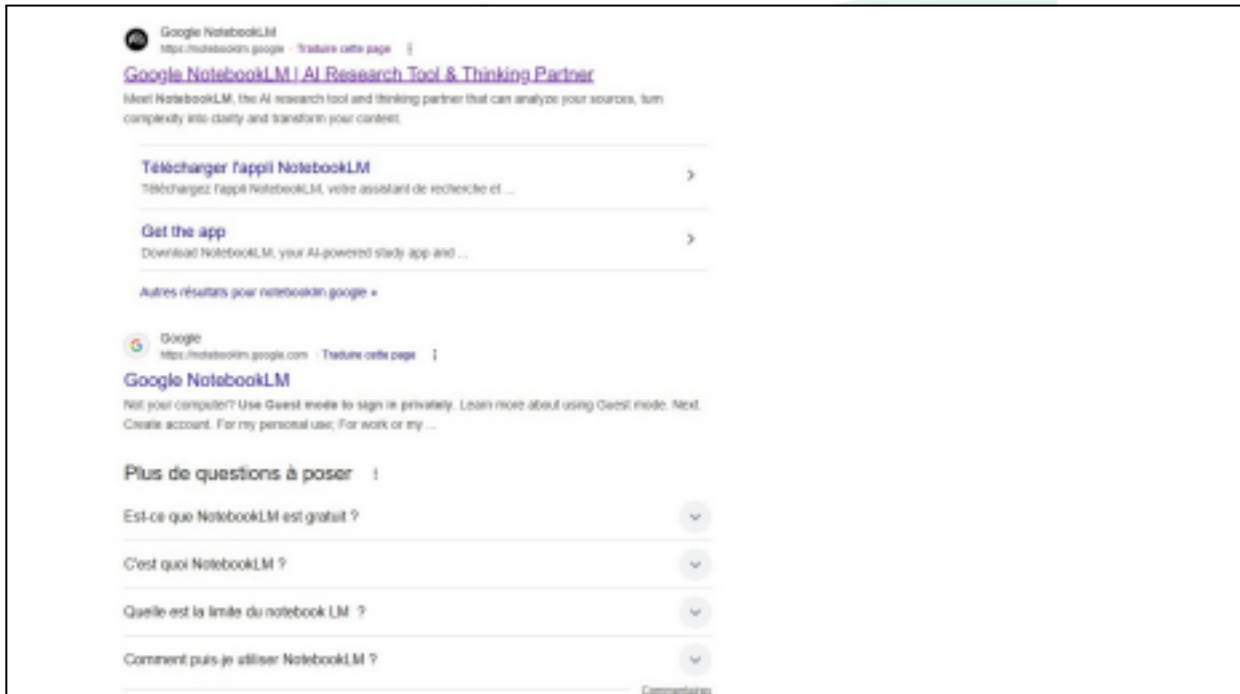 Google NotebookLM
https://notebooklm.google · Traduire cette page
Google NotebookLM | AI Research Tool & Thinking Partner
Meet NotebookLM, the AI research tool and thinking partner that can analyze your sources, turn
complexity into clarity and transform your content.
Télécharger l'appli NotebookLM
Téléchargez l'appli NotebookLM, votre assistant de recherche et ...
Get the app
Download NotebookLM, your AI-powered study app and ...
Autres résultats pour notebooklm.google »
Google
https://notebooklm.google.com · Traduire cette page
Google NotebookLM
Not your computer? Use Guest mode to sign in privately. Learn more about using Guest mode. Next.
Create account. For my personal use; For work or my ...
Plus de questions à poser
Est-ce que NotebookLM est gratuit ?
C'est quoi NotebookLM ?
Quelle est la limite du notebook LM ?
Comment puis je utiliser NotebookLM ?
Commentaires